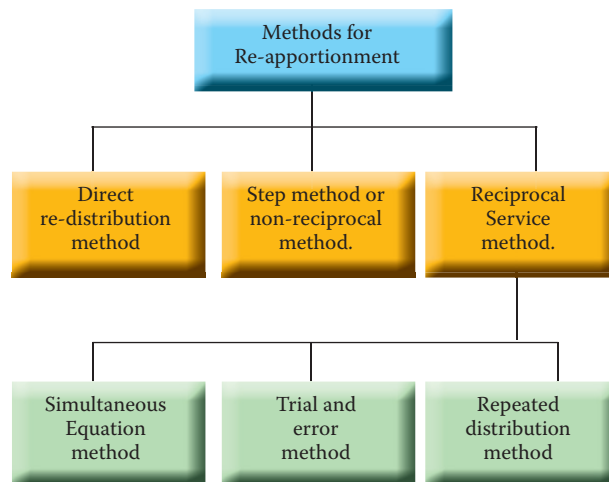 Methods for
Re-apportionment
Direct
re-distribution
method
Step method or
non-reciprocal
method.
Reciprocal
Service
method.
Simultaneous
Equation
method
Trial and
error
method
Repeated
distribution
method